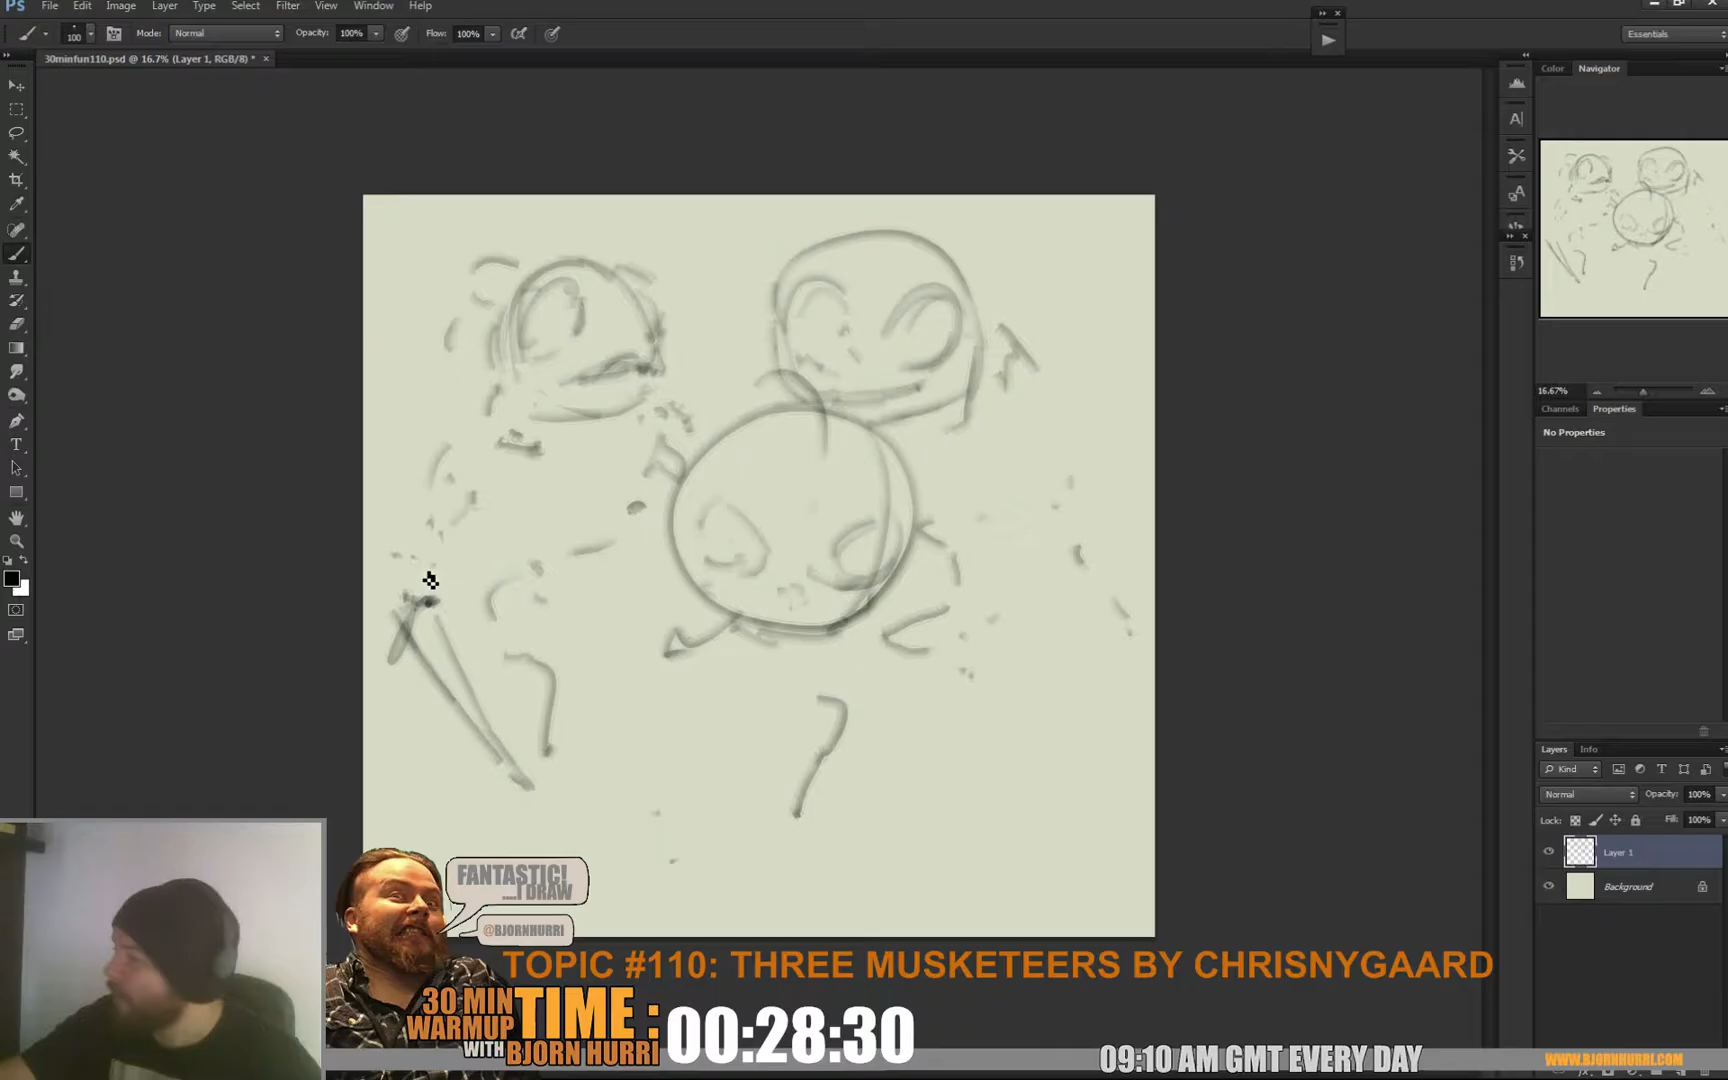 Ps File Edit Image Layer Type Select Filter View Window Help
100 Mode: Normal Opacity: 100% Flow: 100% Essentials
30minfun110.psd @ 16.7% (Layer 1, RGB/8) * ×
Color Navigator
16.67%
Channels Properties
No Properties
Layers Info
Kind
Normal Opacity: 100%
Lock: Fill: 100%
Layer 1
Background
FANTASTIC!
....I DRAW
@BJORNHURRI
TOPIC #110: THREE MUSKETEERS BY CHRISNYGAARD
30 MIN WARMUP WITH BJORN HURRI
TIME : 00:28:30
09:10 AM GMT EVERY DAY
WWW.BJORNHURRI.COM